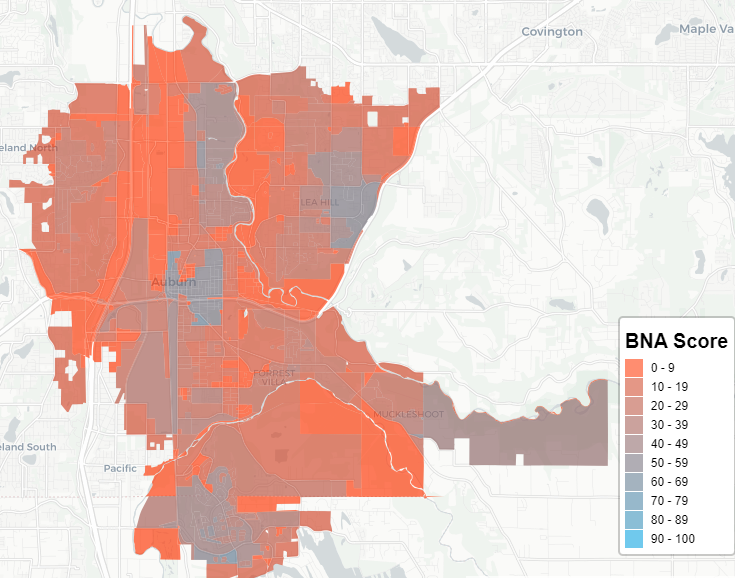 Covington
Maple Va
eland North
LEA HILL
Auburn
FORREST
VILLA
MUCKLESHOOT
eland South
Pacific
BNA Score
0 - 9
10 - 19
20 - 29
30 - 39
40 - 49
50 - 59
60 - 69
70 - 79
80 - 89
90 - 100